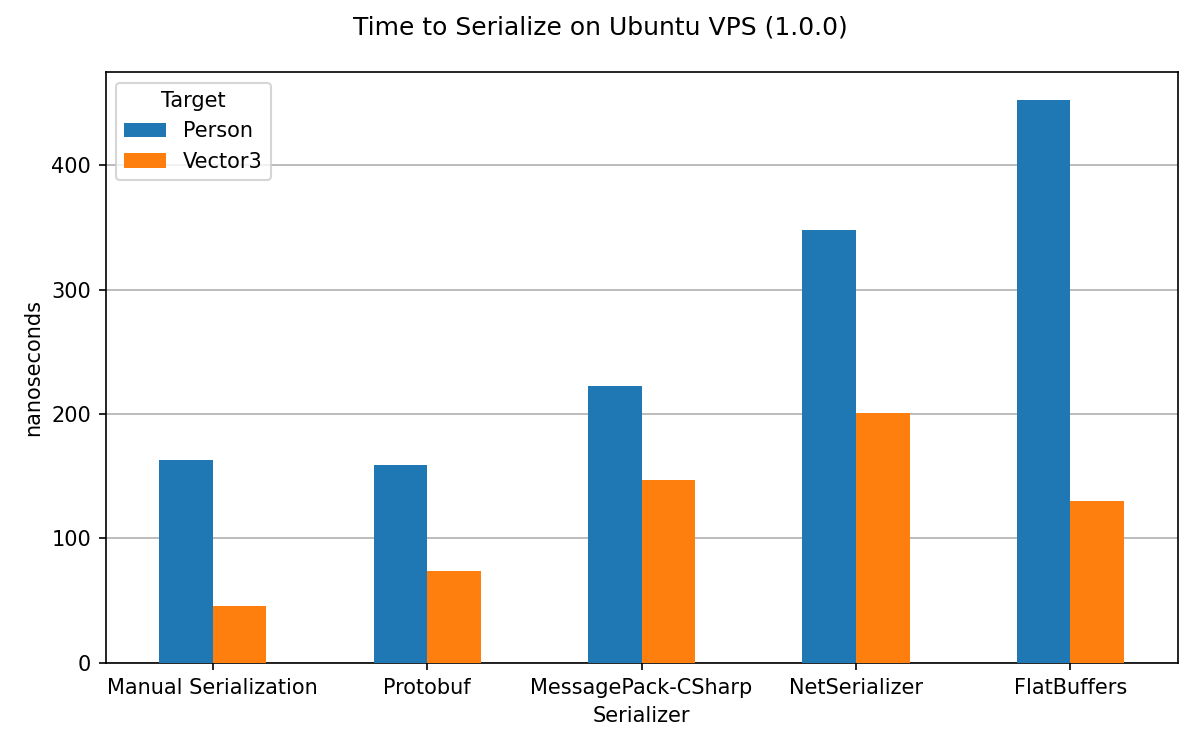 Time to Serialize on Ubuntu VPS (1.0.0)
Target
Person
Vector3
nanoseconds
400
300
200
100
0
Manual Serialization Protobuf MessagePack-CSharp NetSerializer FlatBuffers
Serializer